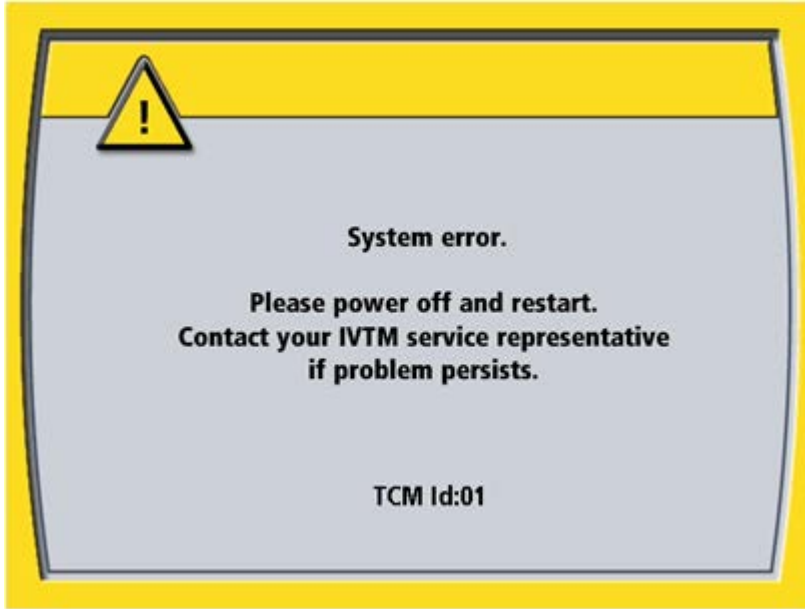 !
System error.
Please power off and restart.
Contact your IVTM service representative
if problem persists.
TCM Id:01